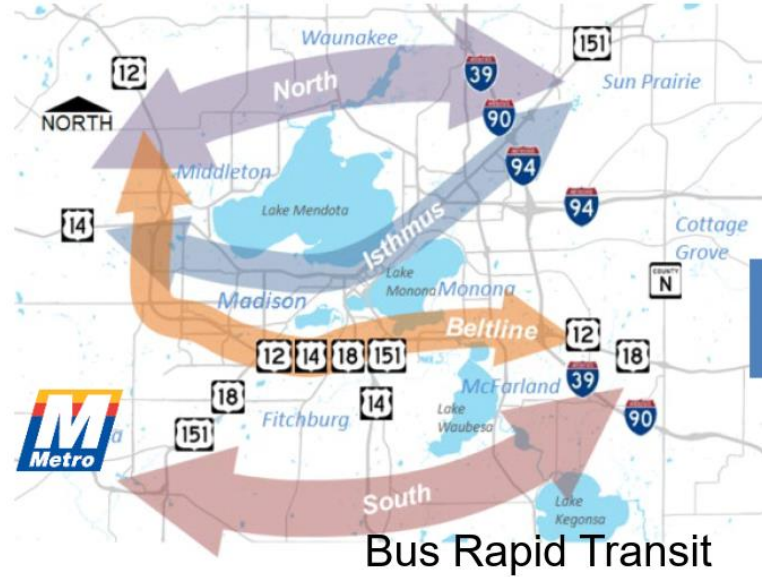 Waunakee
151
12
39
North
Sun Prairie
NORTH
90
Middleton
94
Lake Mendota
94
14
Isthmus
Cottage
Grove
Lake
Monona
Monona
COUNTY
N
Madison
Beltline
12
12
14
18
151
18
McFarland
39
18
14
Fitchburg
90
151
Lake
Waubesa
a
M
Metro
South
Lake
Kegonsa
Bus Rapid Transit